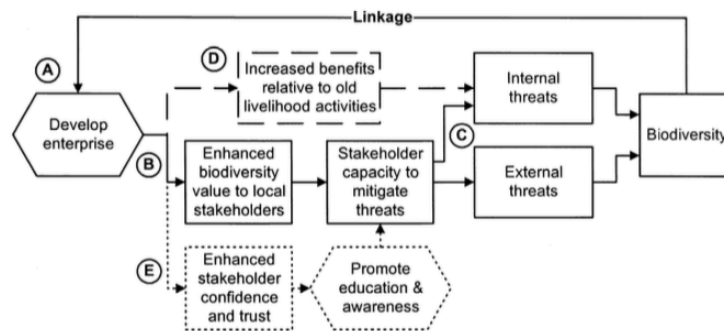 Linkage
A
D
Increased benefits
relative to old
livelihood activities
Internal
threats
Develop
enterprise
B
Enhanced
biodiversity
value to local
stakeholders
Stakeholder
capacity to
mitigate
threats
C
External
threats
Biodiversity
E
Enhanced
stakeholder
confidence
and trust
Promote
education &
awareness